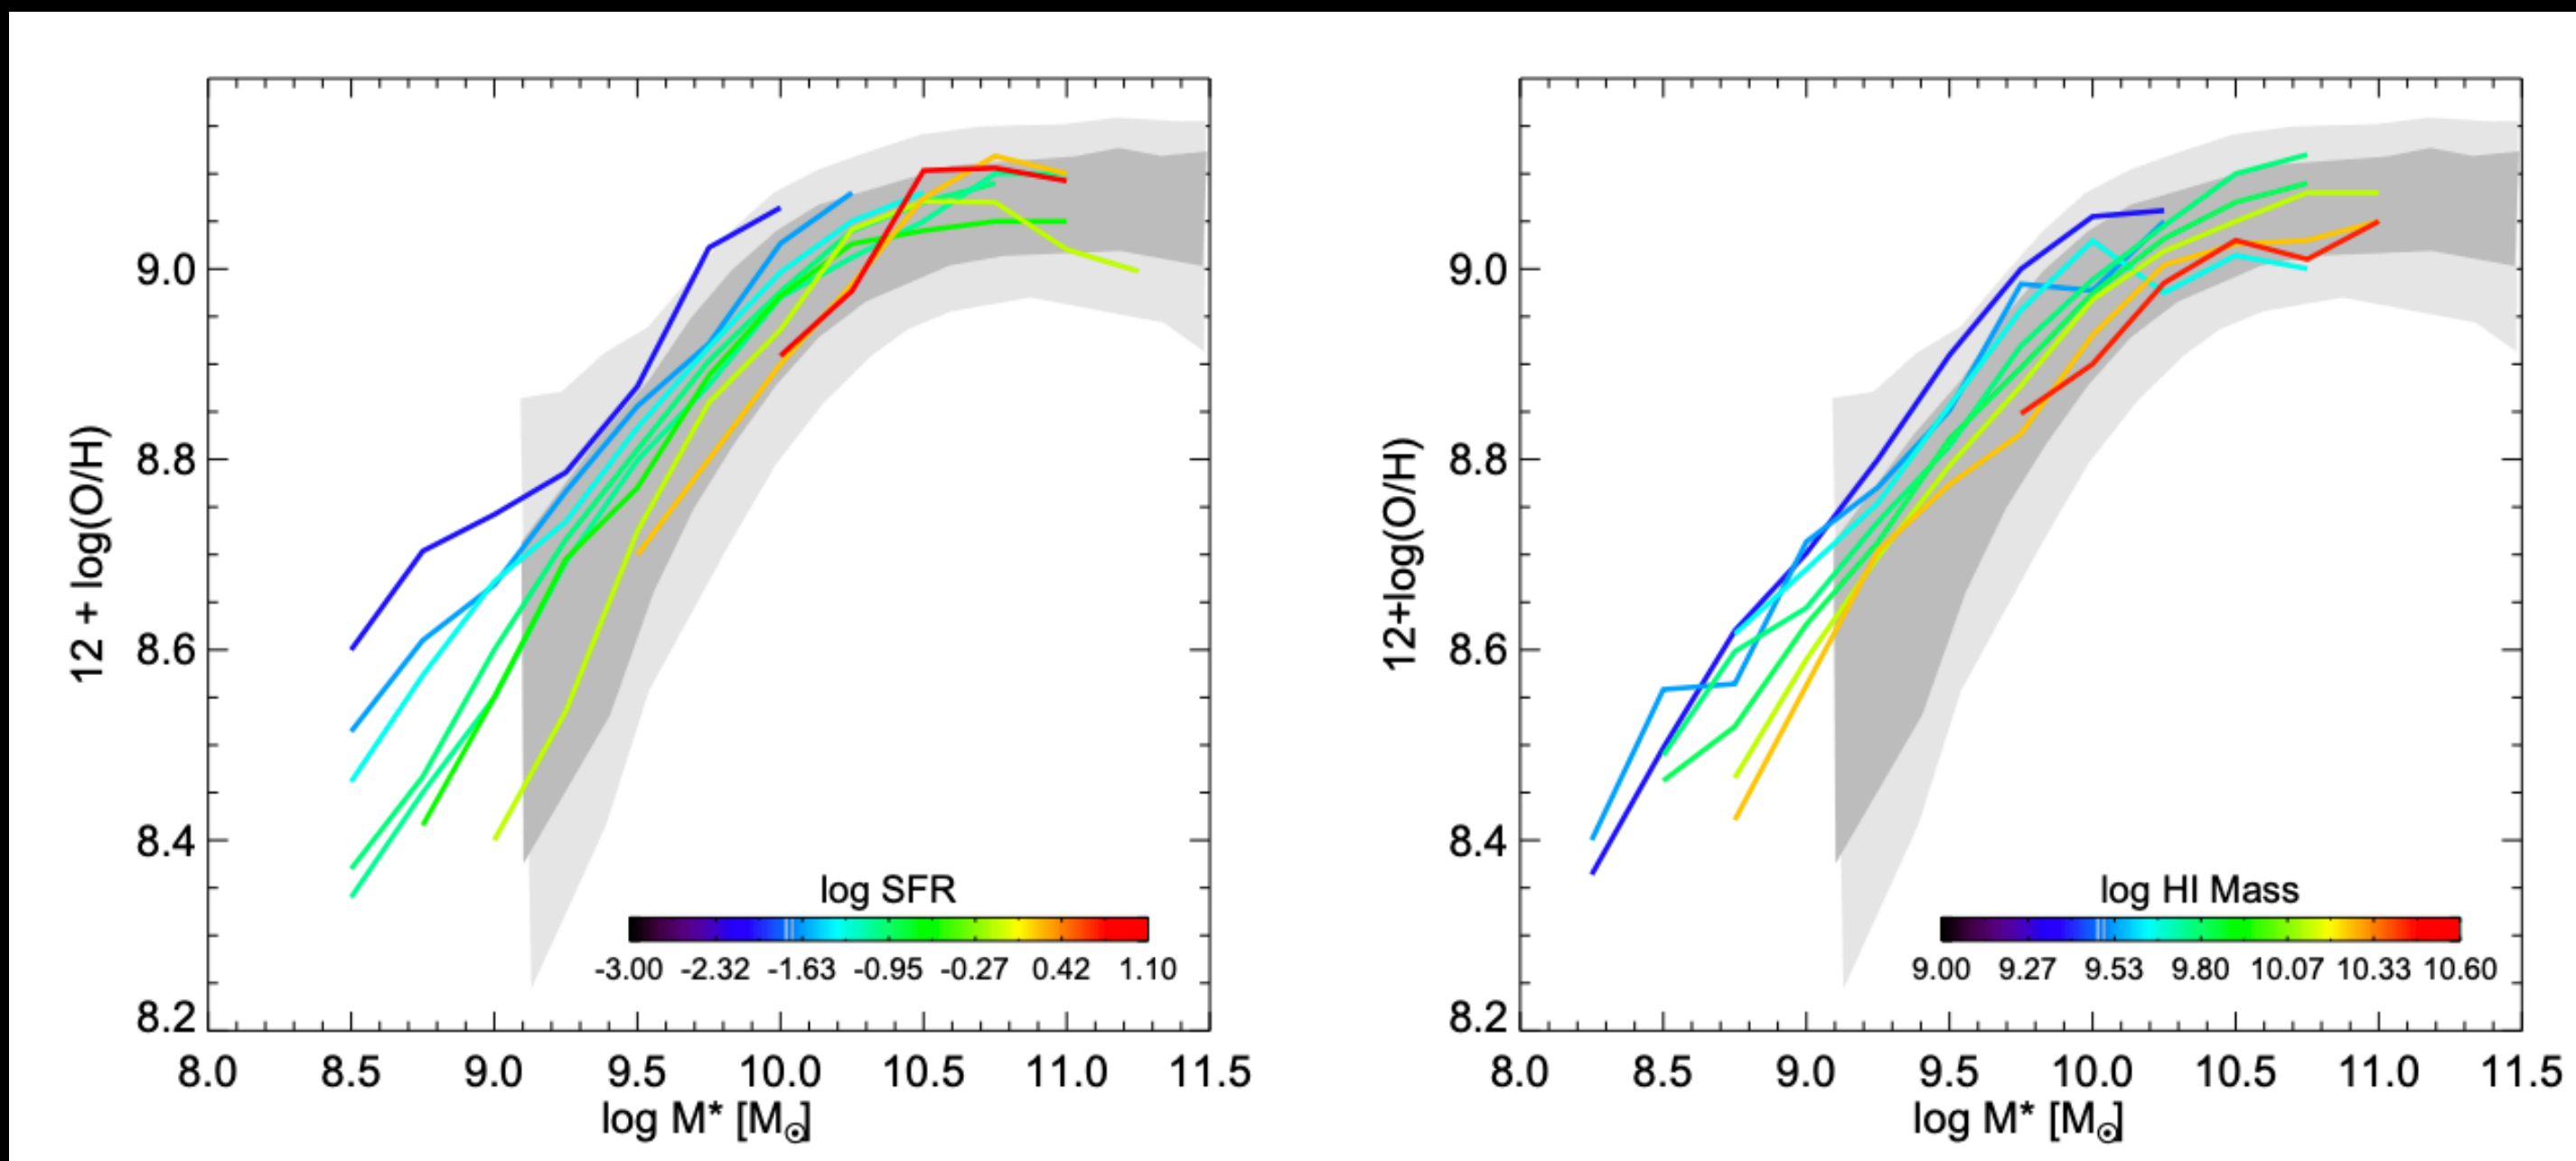 12 + log(O/H)
9.0
8.8
8.6
8.4
8.2
log SFR
-3.00 -2.32 -1.63 -0.95 -0.27 0.42 1.10
8.0 8.5 9.0 9.5 10.0 10.5 11.0 11.5
log M* [M☉]
12+log(O/H)
9.0
8.8
8.6
8.4
8.2
log HI Mass
9.00 9.27 9.53 9.80 10.07 10.33 10.60
8.0 8.5 9.0 9.5 10.0 10.5 11.0 11.5
log M* [M☉]